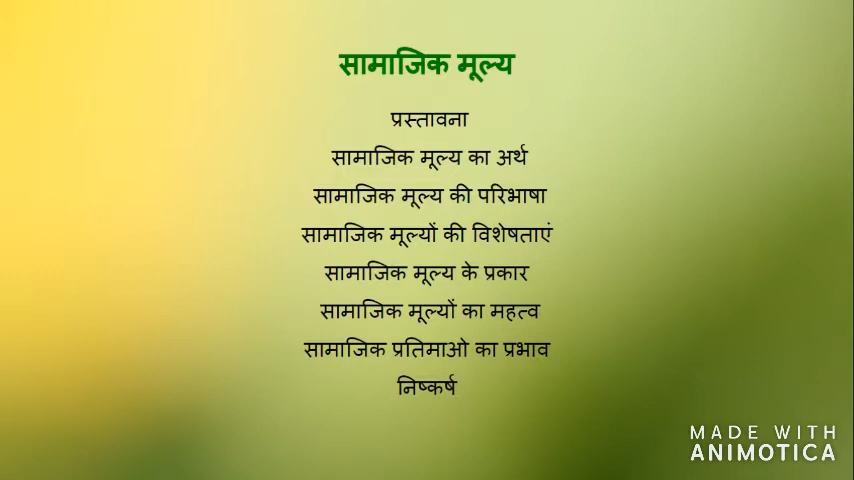 सामाजिक मूल्य
प्रस्तावना
सामाजिक मूल्य का अर्थ
सामाजिक मूल्य की परिभाषा
सामाजिक मूल्यों की विशेषताएं
सामाजिक मूल्य के प्रकार
सामाजिक मूल्यों का महत्व
सामाजिक प्रतिमाओ का प्रभाव
निष्कर्ष
MADE WITH
ANIMOTICA